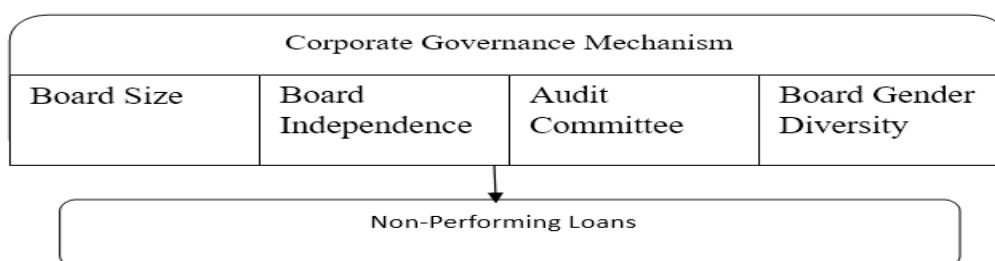 Corporate Governance Mechanism
Board Size
Board
Independence
Audit
Committee
Board Gender
Diversity
Non-Performing Loans